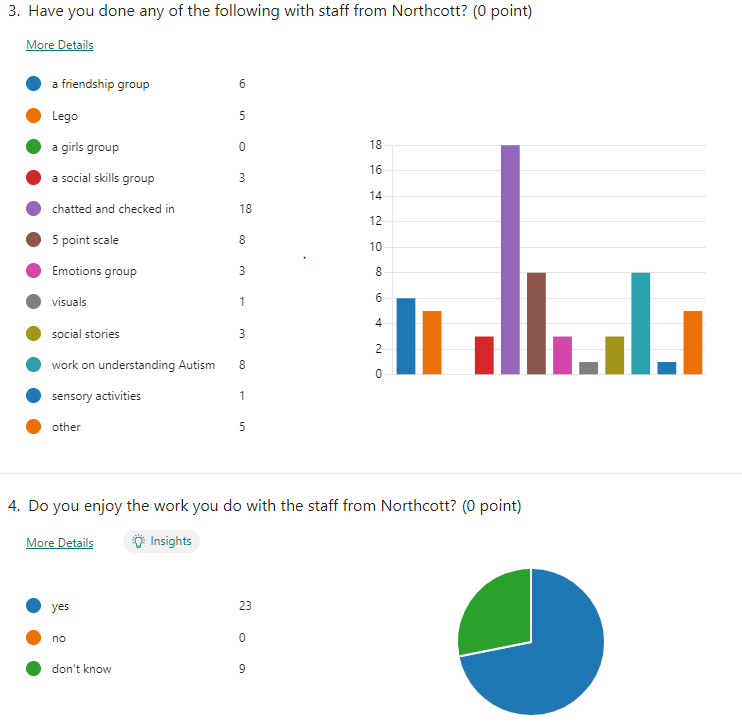 3. Have you done any of the following with staff from Northcott? (0 point)
More Details
a friendship group 6
Lego 5
a girls group 0
a social skills group 3
chatted and checked in 18
5 point scale 8
Emotions group 3
visuals 1
social stories 3
work on understanding Autism 8
sensory activities 1
other 5
18
16
14
12
10
8
6
4
2
0
4. Do you enjoy the work you do with the staff from Northcott? (0 point)
More Details Insights
yes 23
no 0
don't know 9